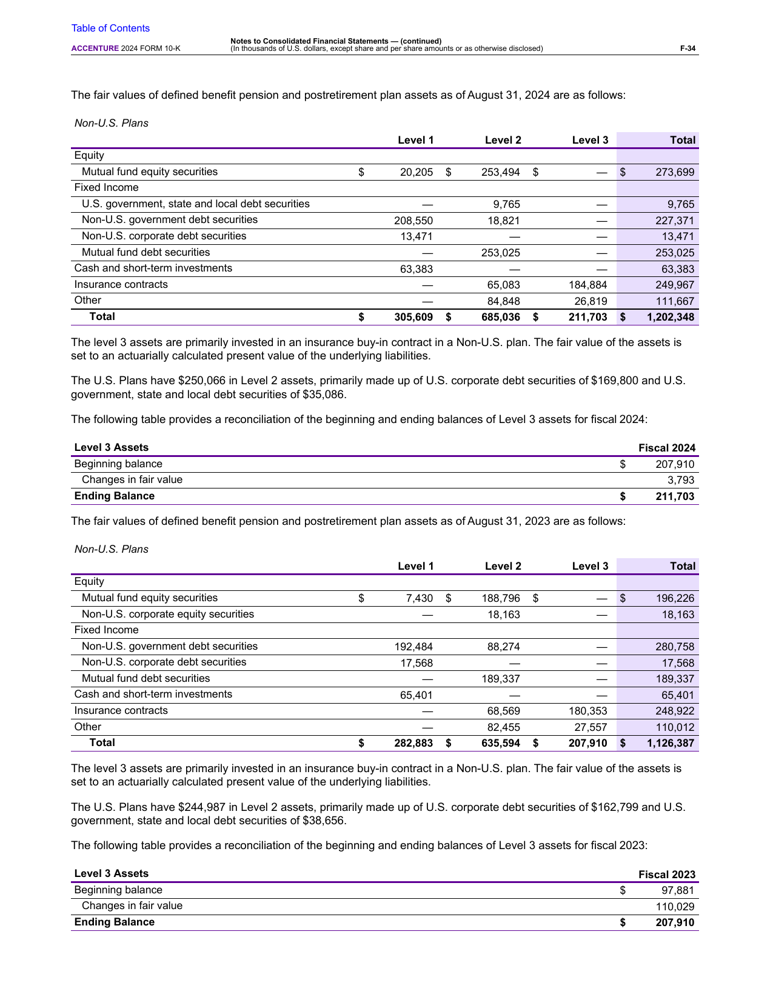 Table of Contents
ACCENTURE 2024 FORM 10-K
Notes to Consolidated Financial Statements — (continued)
(In thousands of U.S. dollars, except share and per share amounts or as otherwise disclosed)
F-34
The fair values of defined benefit pension and postretirement plan assets as of August 31, 2024 are as follows:
Non-U.S. Plans
Level 1 Level 2 Level 3 Total
Equity
Mutual fund equity securities $ 20,205 $ 253,494 $ — $ 273,699
Fixed Income
U.S. government, state and local debt securities — 9,765 — 9,765
Non-U.S. government debt securities 208,550 18,821 — 227,371
Non-U.S. corporate debt securities 13,471 — — 13,471
Mutual fund debt securities — 253,025 — 253,025
Cash and short-term investments 63,383 — — 63,383
Insurance contracts — 65,083 184,884 249,967
Other — 84,848 26,819 111,667
Total $ 305,609 $ 685,036 $ 211,703 $ 1,202,348
The level 3 assets are primarily invested in an insurance buy-in contract in a Non-U.S. plan. The fair value of the assets is
set to an actuarially calculated present value of the underlying liabilities.
The U.S. Plans have $250,066 in Level 2 assets, primarily made up of U.S. corporate debt securities of $169,800 and U.S.
government, state and local debt securities of $35,086.
The following table provides a reconciliation of the beginning and ending balances of Level 3 assets for fiscal 2024:
Level 3 Assets Fiscal 2024
Beginning balance $ 207,910
Changes in fair value 3,793
Ending Balance $ 211,703
The fair values of defined benefit pension and postretirement plan assets as of August 31, 2023 are as follows:
Non-U.S. Plans
Level 1 Level 2 Level 3 Total
Equity
Mutual fund equity securities $ 7,430 $ 188,796 $ — $ 196,226
Non-U.S. corporate equity securities — 18,163 — 18,163
Fixed Income
Non-U.S. government debt securities 192,484 88,274 — 280,758
Non-U.S. corporate debt securities 17,568 — — 17,568
Mutual fund debt securities — 189,337 — 189,337
Cash and short-term investments 65,401 — — 65,401
Insurance contracts — 68,569 180,353 248,922
Other — 82,455 27,557 110,012
Total $ 282,883 $ 635,594 $ 207,910 $ 1,126,387
The level 3 assets are primarily invested in an insurance buy-in contract in a Non-U.S. plan. The fair value of the assets is
set to an actuarially calculated present value of the underlying liabilities.
The U.S. Plans have $244,987 in Level 2 assets, primarily made up of U.S. corporate debt securities of $162,799 and U.S.
government, state and local debt securities of $38,656.
The following table provides a reconciliation of the beginning and ending balances of Level 3 assets for fiscal 2023:
Level 3 Assets Fiscal 2023
Beginning balance $ 97,881
Changes in fair value 110,029
Ending Balance $ 207,910